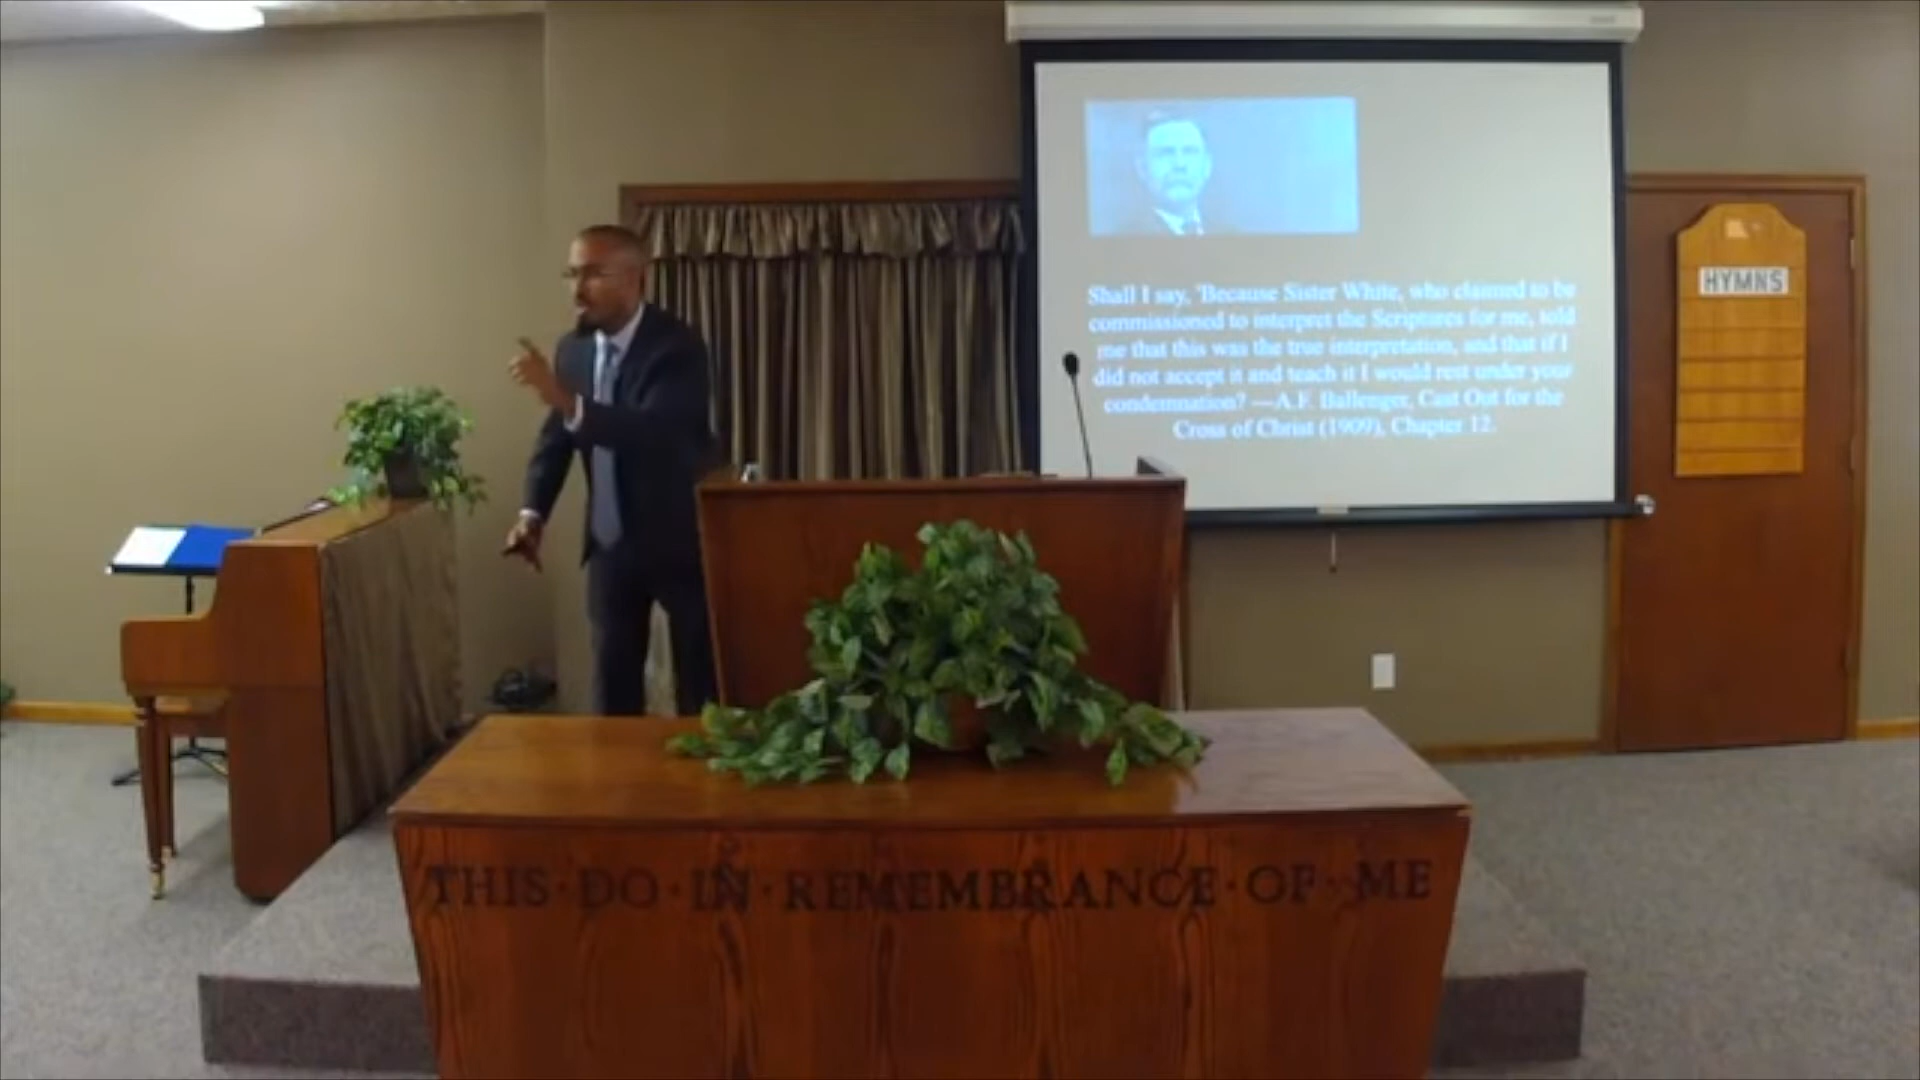 Shall I say, 'Because Sister White, who claimed to be
commissioned to interpret the Scriptures for me, told
me that this was the true interpretation, and that if I
did not accept it and teach it I would rest under your
condemnation? —A.F. Ballenger, Cast Out for the
Cross of Christ (1909), Chapter 12.
HYMNS
THIS·DO·IN·REMEMBRANCE·OF·ME